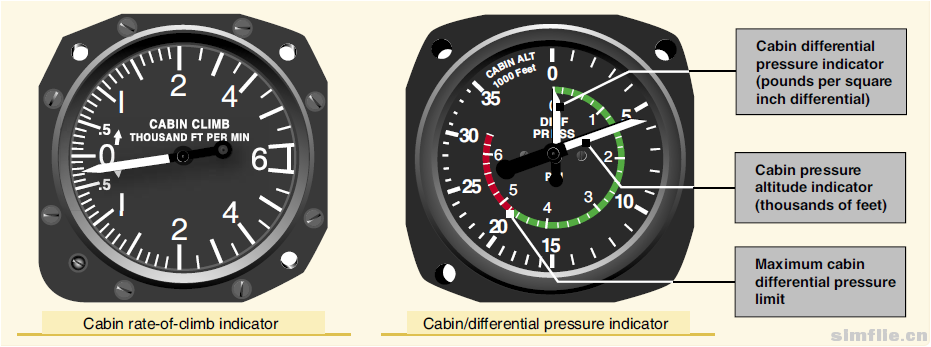 2
4
CABIN CLIMB
THOUSAND FT PER MIN
.5
0
6
.5
4
2
Cabin rate-of-climb indicator
CABIN ALT
1000 Feet
0
5
10
15
20
25
30
35
DIFF
PRESS
1
2
3
4
5
6
Cabin/differential pressure indicator
Cabin differential
pressure indicator
(pounds per square
inch differential)
Cabin pressure
altitude indicator
(thousands of feet)
Maximum cabin
differential pressure
limit
simflie.cn